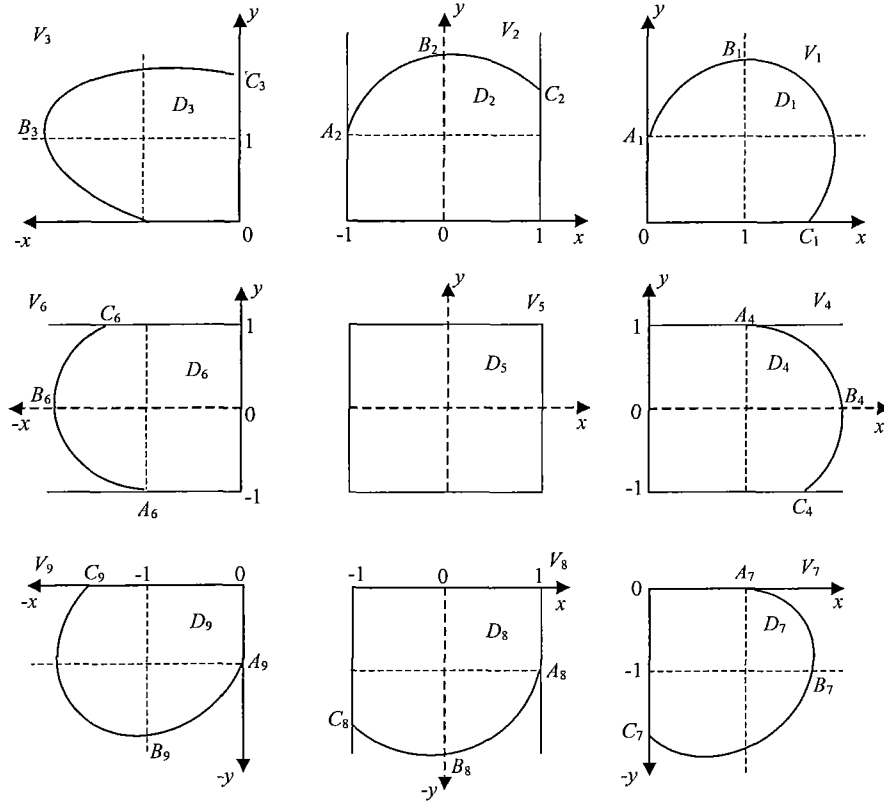 V3 y V2 y V1 y
B2 B1
C3
D3 D2 C2 D1
B3 1 A2 A1
-x 0 -1 0 1 x 0 1 C1 x
V6 y V5 y V4 y
C6 1 A4 1
D6 D5 D4
B6 B4
-x 0 x 0 x
-1 -1
A6 C4
V9 C9 -1 0 -1 0 1 V8 0 A7 V7
-x x x
D9 D8 D7
A9 A8 -1 B7
C8 C7
B9 B8
-y -y -y